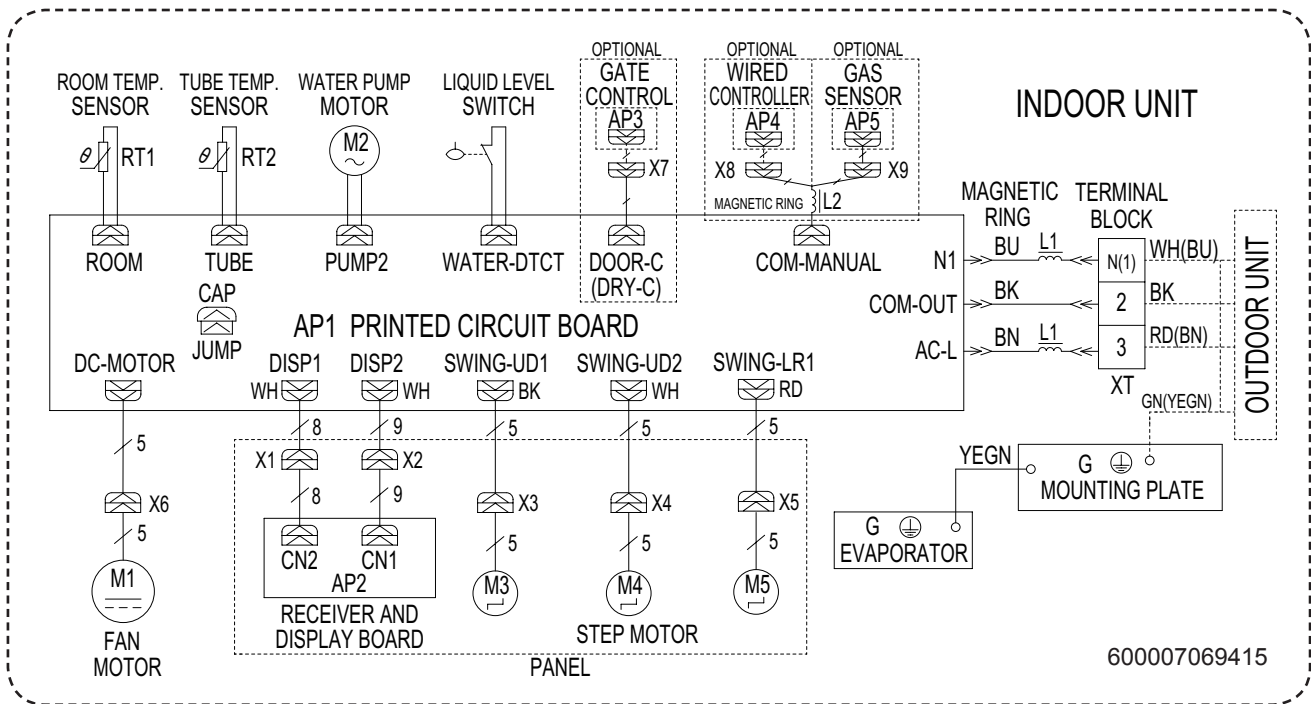 OPTIONAL
GATE
CONTROL
AP3
X7
OPTIONAL
WIRED
CONTROLLER
AP4
X8
OPTIONAL
GAS
SENSOR
AP5
X9
MAGNETIC RING
L2
INDOOR UNIT
ROOM TEMP.
SENSOR
θ
RT1
TUBE TEMP.
SENSOR
θ
RT2
WATER PUMP
MOTOR
M2
LIQUID LEVEL
SWITCH
ROOM
TUBE
PUMP2
WATER-DTCT
DOOR-C
(DRY-C)
COM-MANUAL
CAP
JUMP
AP1 PRINTED CIRCUIT BOARD
MAGNETIC
RING
TERMINAL
BLOCK
N1
BU
L1
N(1)
WH(BU)
COM-OUT
BK
2
BK
AC-L
BN
L1
3
RD(BN)
XT
GN(YEGN)
OUTDOOR UNIT
YEGN
G
MOUNTING PLATE
G
EVAPORATOR
DC-MOTOR
DISP1
DISP2
SWING-UD1
SWING-UD2
SWING-LR1
WH
WH
BK
WH
RD
5
8
9
5
5
5
X1
X2
X6
8
9
X3
X4
X5
5
5
5
5
CN2
CN1
AP2
M1
M3
M4
M5
RECEIVER AND
DISPLAY BOARD
STEP MOTOR
FAN
MOTOR
PANEL
600007069415